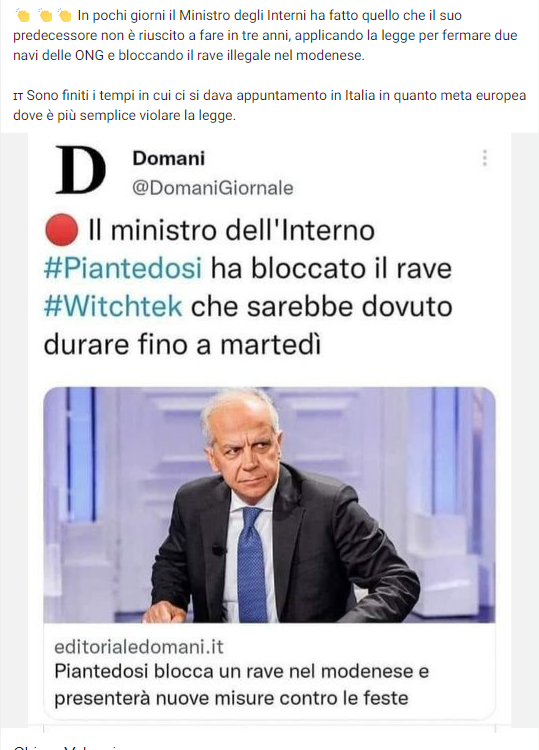 👏 👏 👏 In pochi giorni il Ministro degli Interni ha fatto quello che il suo
predecessore non è riuscito a fare in tre anni, applicando la legge per fermare due
navi delle ONG e bloccando il rave illegale nel modenese.
IT Sono finiti i tempi in cui ci si dava appuntamento in Italia in quanto meta europea
dove è più semplice violare la legge.
D
Domani
@DomaniGiornale
🔴 Il ministro dell'Interno
#Piantedosi ha bloccato il rave
#Witchtek che sarebbe dovuto
durare fino a martedì
editorialedomani.it
Piantedosi blocca un rave nel modenese e
presenterà nuove misure contro le feste